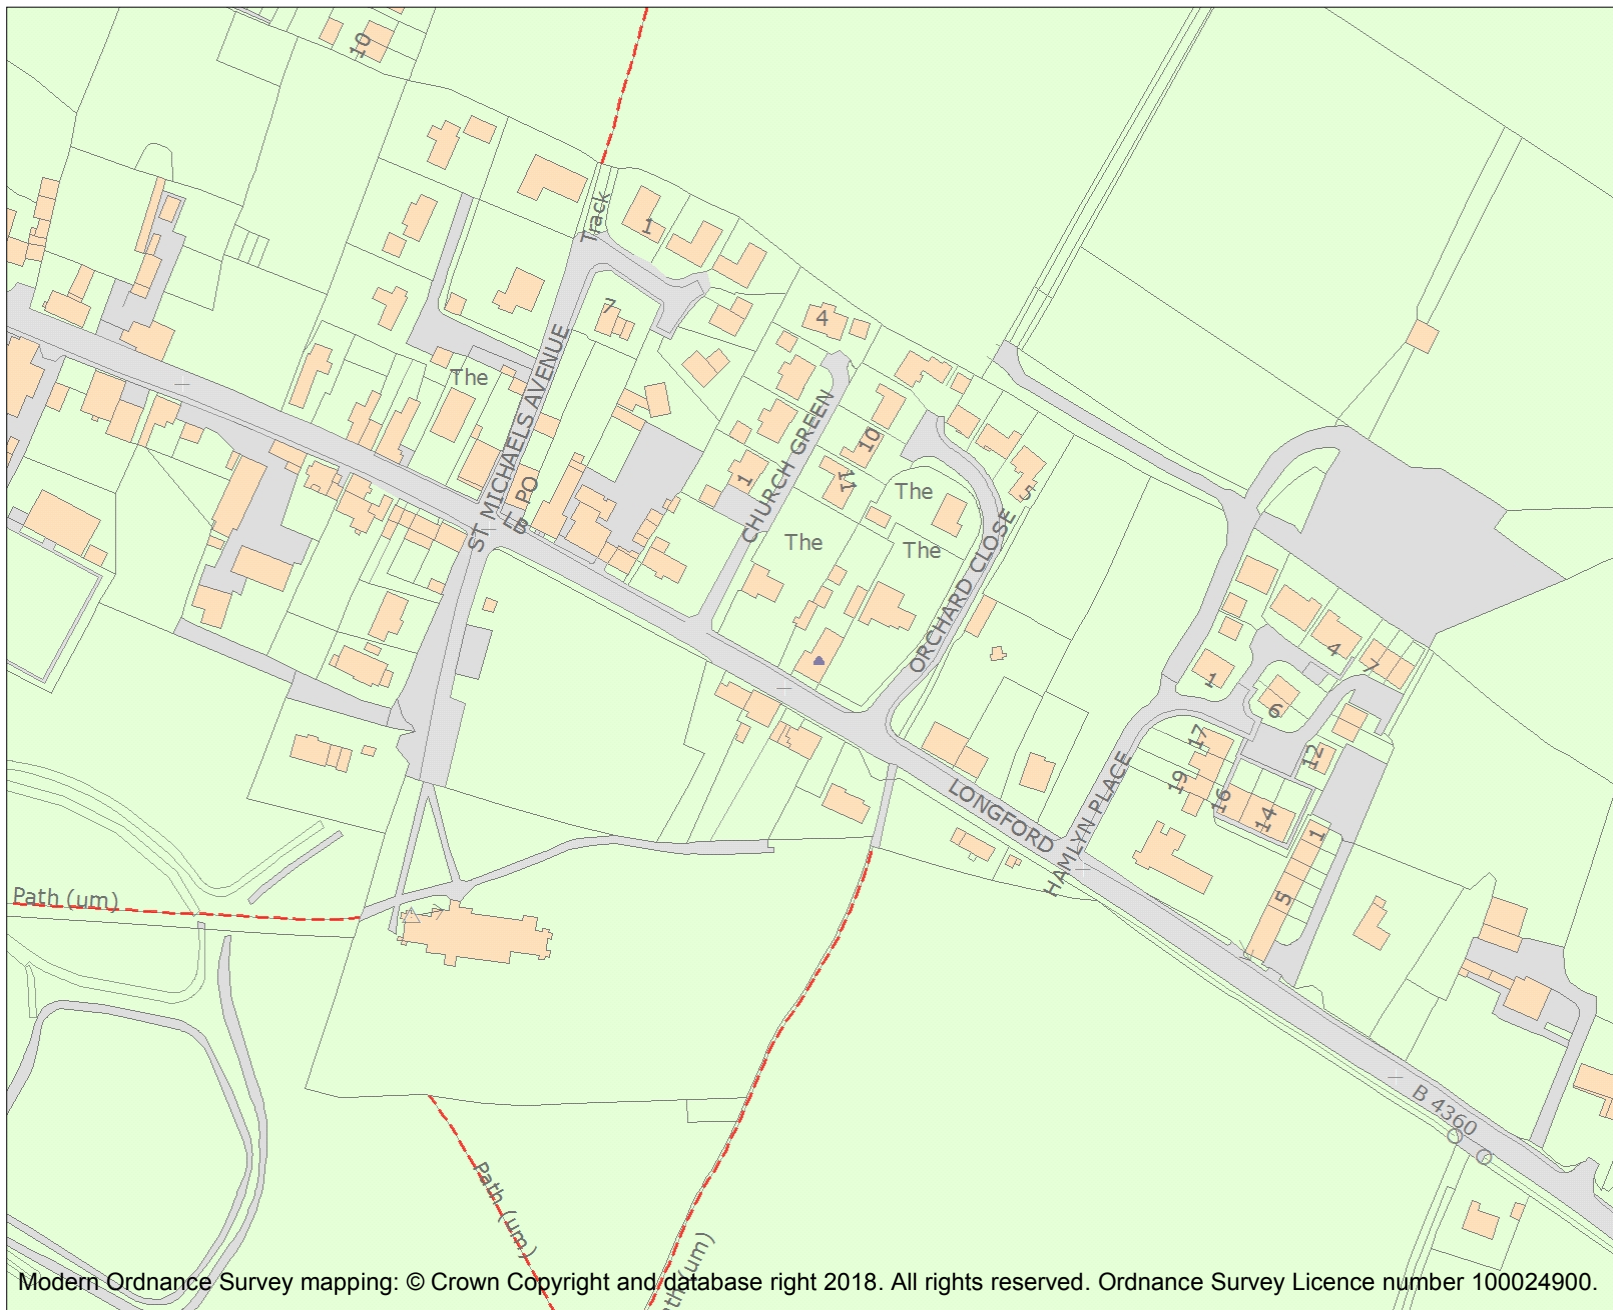 10
Track
1
7
4
The
ST MICHAELS AVENUE
CHURCH GREEN
10
11
1
The
5
PO
LB
The
The
ORCHARD CLOSE
4
7
1
6
17
12
19
16
14
LONGFORD
HAMLYN PLACE
1
5
Path (um)
B 4360
Path (um)
ath (um)
Modern Ordnance Survey mapping: © Crown Copyright and database right 2018. All rights reserved. Ordnance Survey Licence number 100024900.